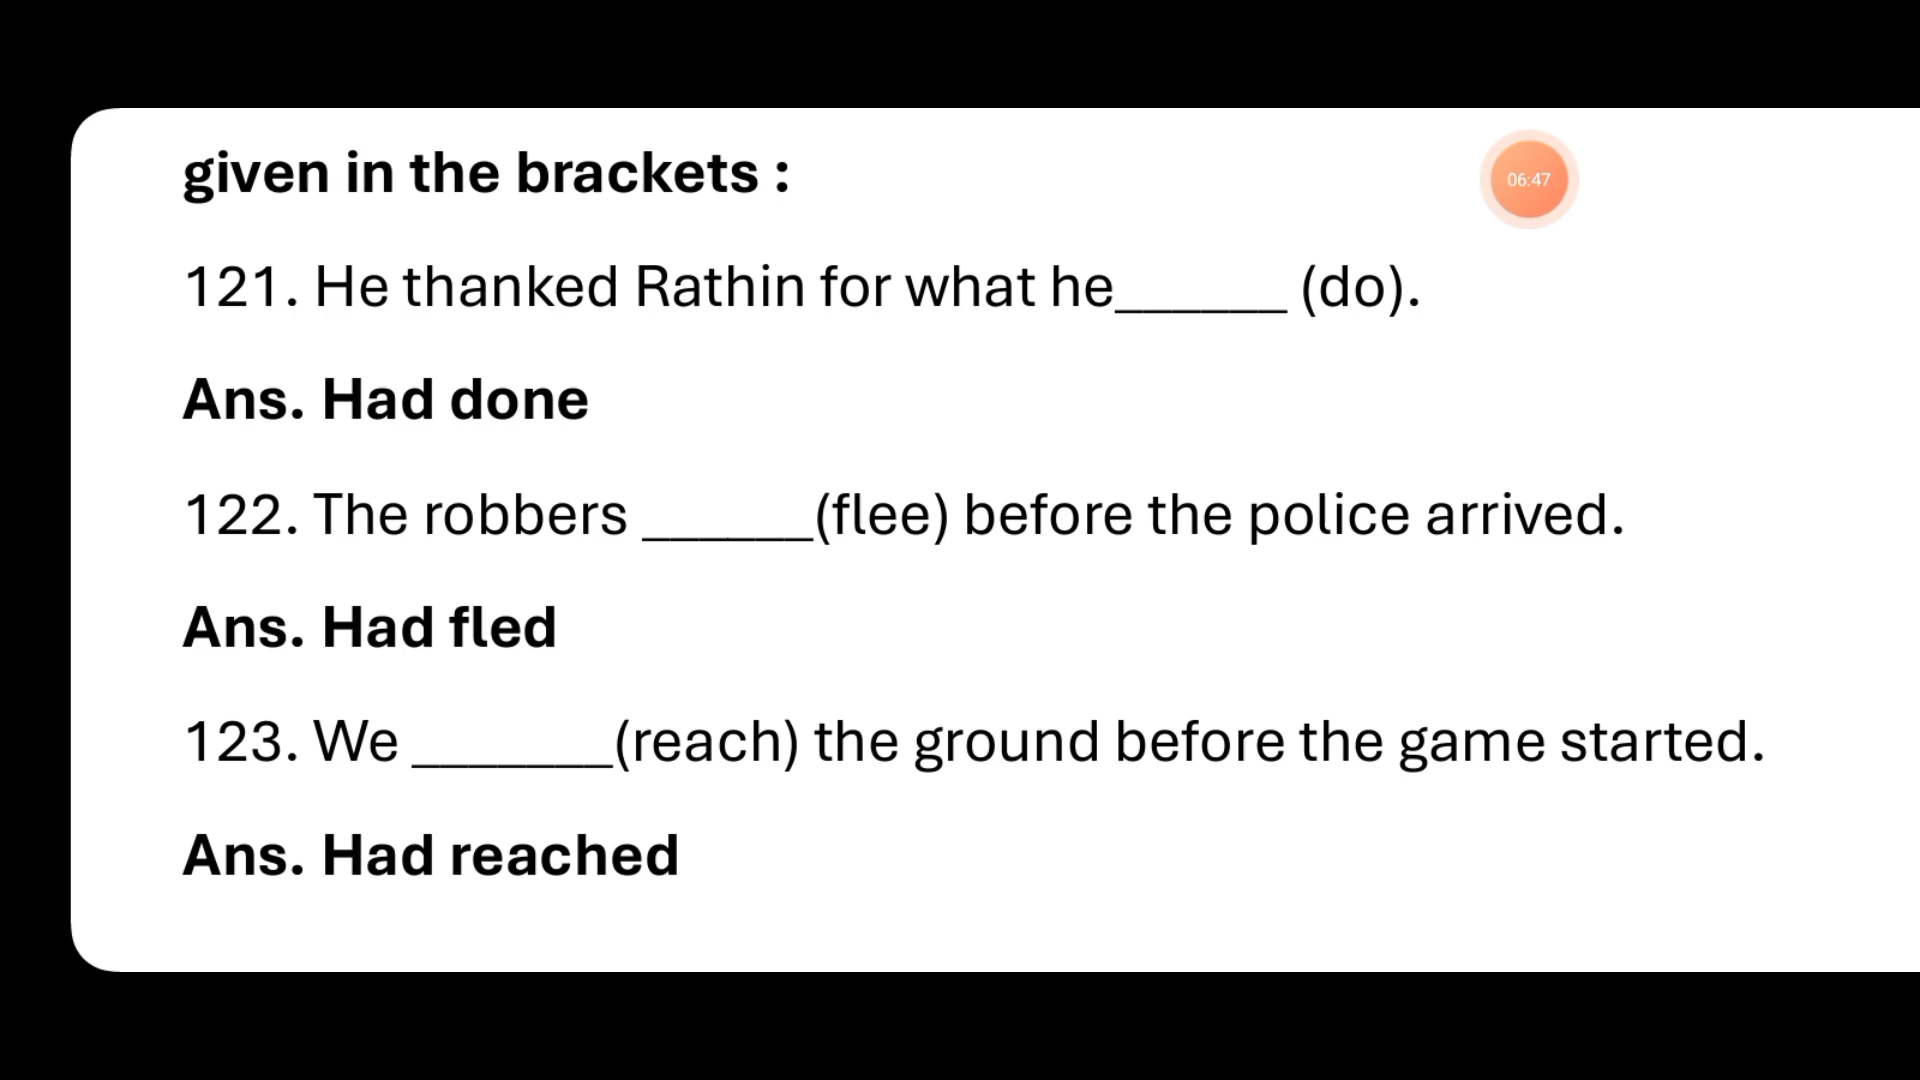 given in the brackets :
06:47
121. He thanked Rathin for what he______ (do).
Ans. Had done
122. The robbers ______(flee) before the police arrived.
Ans. Had fled
123. We _______(reach) the ground before the game started.
Ans. Had reached